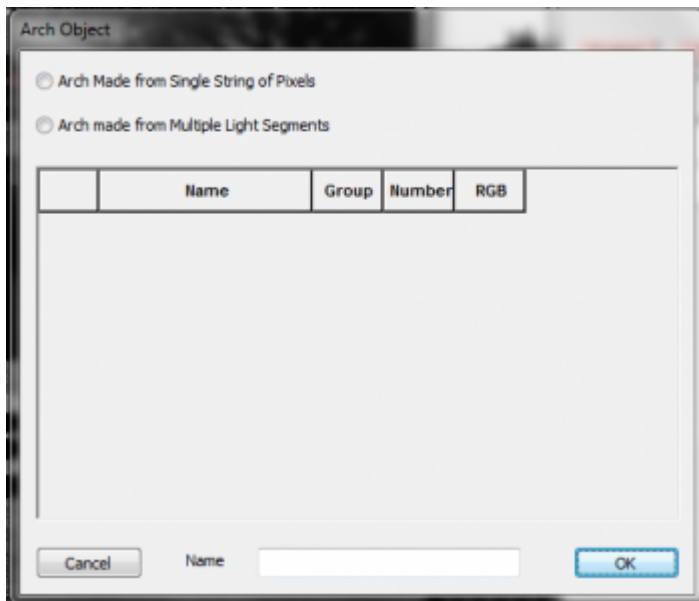 Arch Object
Arch Made from Single String of Pixels
Arch made from Multiple Light Segments
Name Group Number RGB
Cancel Name OK